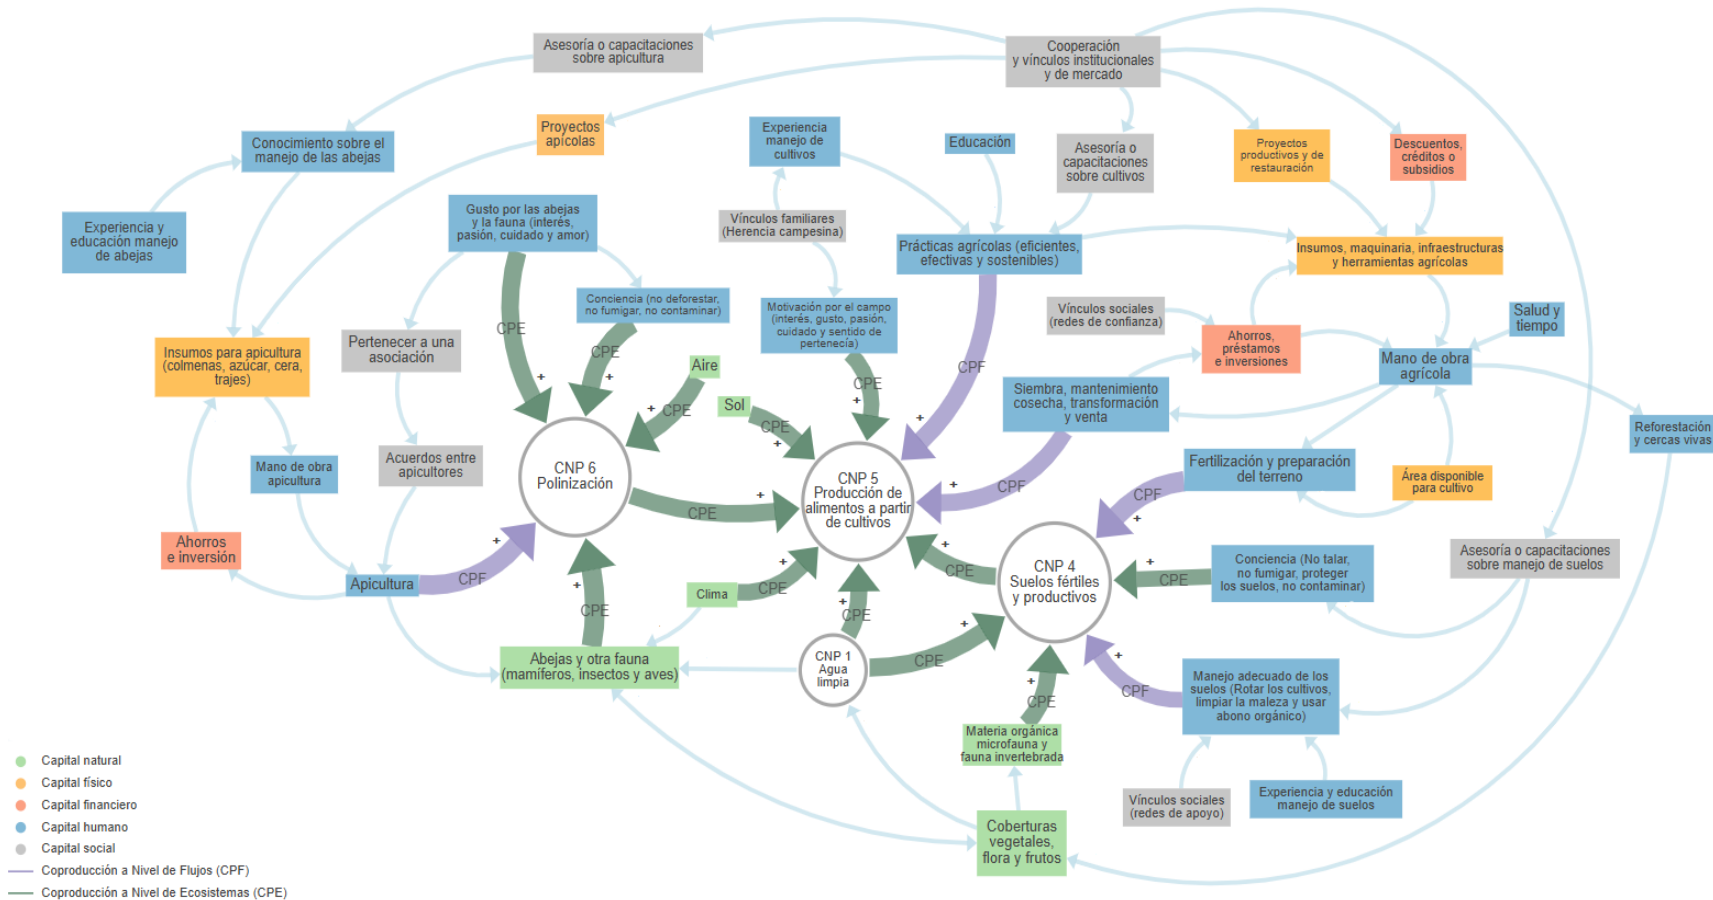 Asesoría o capacitaciones
sobre apicultura
Cooperación
y vínculos institucionales
y de mercado
Conocimiento sobre el
manejo de las abejas
Proyectos
apícolas
Experiencia
manejo de
cultivos
Educación
Asesoría o
capacitaciones
sobre cultivos
Proyectos
productivos y de
restauración
Descuentos,
créditos o
subsidios
Experiencia y
educación manejo
de abejas
Gusto por las abejas
y la fauna (interés,
pasión, cuidado y amor)
Vínculos familiares
(Herencia campesina)
Prácticas agrícolas (eficientes,
efectivas y sostenibles)
Insumos, maquinaria, infraestructuras
y herramientas agrícolas
Conciencia (no deforestar,
no fumigar, no contaminar)
Motivación por el campo
(interés, gusto, pasión,
cuidado y sentido de
pertenecía)
Vínculos sociales
(redes de confianza)
Salud y
tiempo
Insumos para apicultura
(colmenas, azúcar, cera,
trajes)
Pertenecer a una
asociación
CPE
CPE
Aire
CPE
CPF
Ahorros,
préstamos
e inversiones
Mano de obra
agrícola
+
+
+
CPE
Sol
CPE
+
+
+
Siembra, mantenimiento
cosecha, transformación
y venta
Reforestación
y cercas vivas
Mano de obra
apicultura
Acuerdos entre
apicultores
CNP 6
Polinización
CNP 5
Producción de
alimentos a partir
de cultivos
+
CPF
Fertilización y preparación
del terreno
Área disponible
para cultivo
CPF
+
+
CPE
Ahorros
e inversión
Apicultura
CPF
+
+
CPE
Clima
CPE
+
+
CPE
+
CPE
CNP 4
Suelos fértiles
y productivos
+
CPE
Conciencia (No talar,
no fumigar, proteger
los suelos, no contaminar)
Asesoría o capacitaciones
sobre manejo de suelos
Abejas y otra fauna
(mamíferos, insectos y aves)
CNP 1
Agua
limpia
CPE
+
+
CPE
+
CPF
Manejo adecuado de los
suelos (Rotar los cultivos,
limpiar la maleza y usar
abono orgánico)
Materia orgánica
microfauna y
fauna invertebrada
Vínculos sociales
(redes de apoyo)
Experiencia y educación
manejo de suelos
Coberturas
vegetales,
flora y frutos
Capital natural
Capital físico
Capital financiero
Capital humano
Capital social
Coproducción a Nivel de Flujos (CPF)
Coproducción a Nivel de Ecosistemas (CPE)